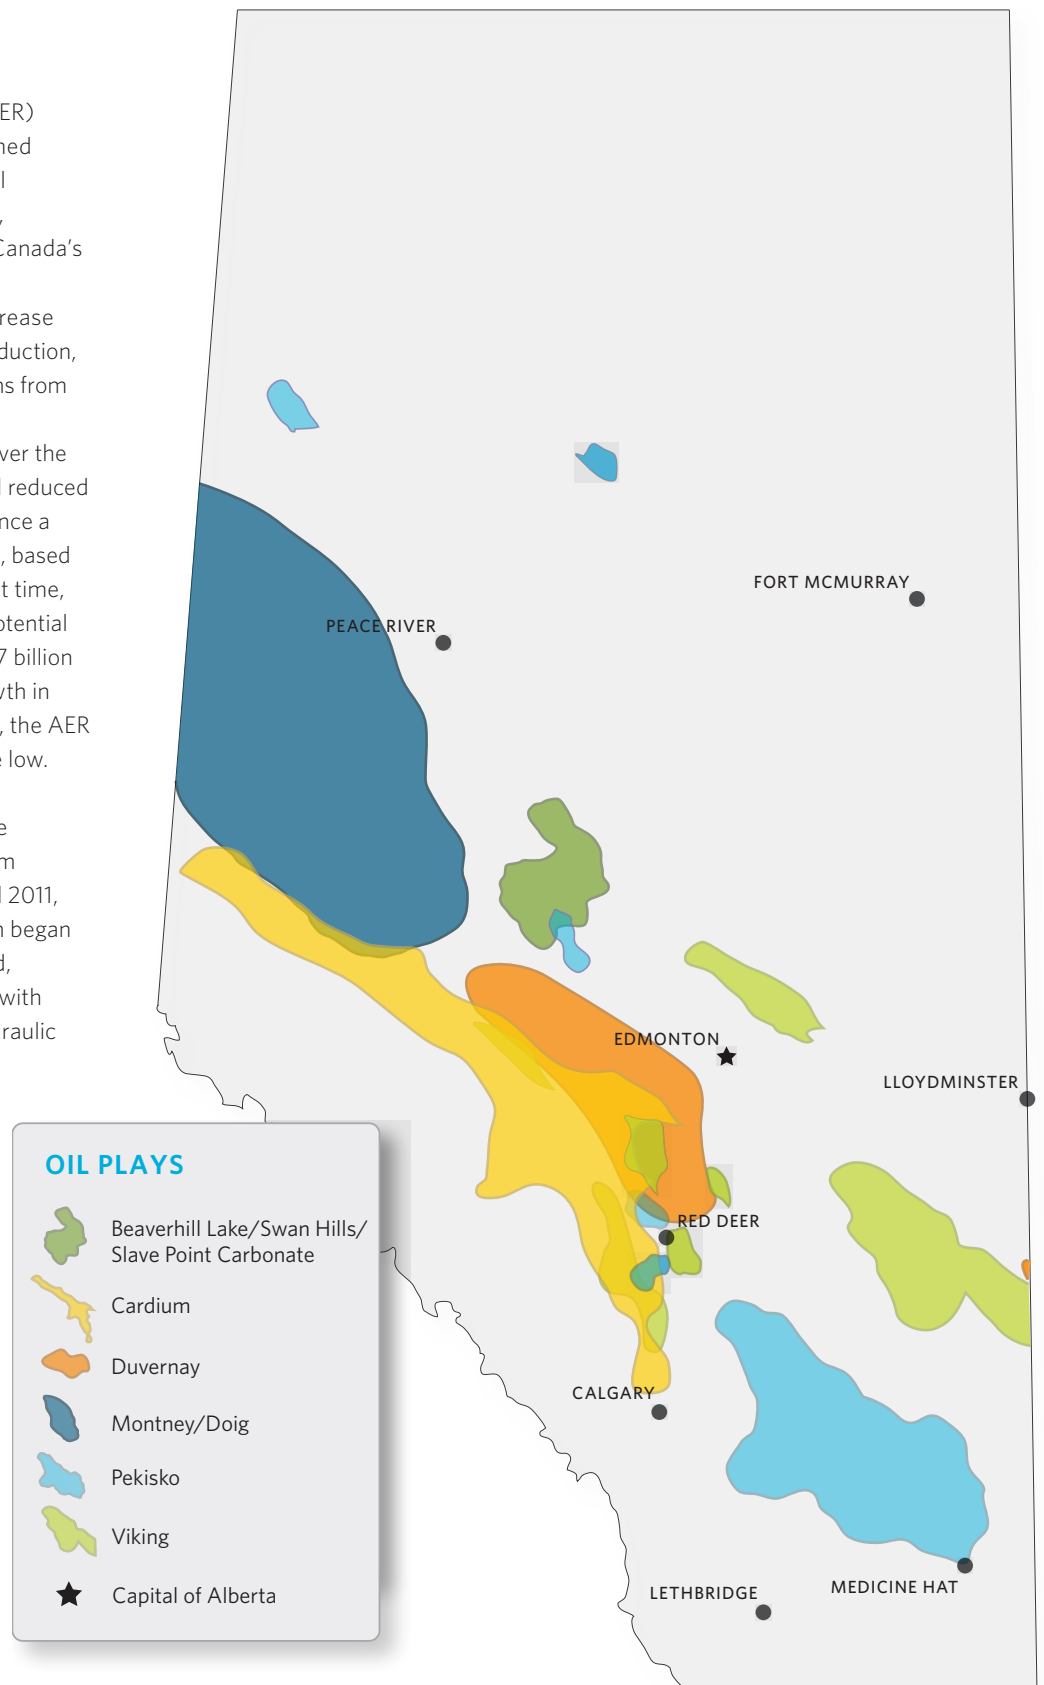 ER)
ned
l
,
Canada’s
rease
duction,
ns from
ver the
l reduced
nce a
, based
t time,
otential
7 billion
vth in
, the AER
e low.
e
m
l 2011,
n began
d,
with
raulic
FORT MCMURRAY
PEACE RIVER
EDMONTON
LLOYDMINSTER
RED DEER
CALGARY
MEDICINE HAT
LETHBRIDGE
OIL PLAYS
Beaverhill Lake/Swan Hills/
Slave Point Carbonate
Cardium
Duvernay
Montney/Doig
Pekisko
Viking
Capital of Alberta